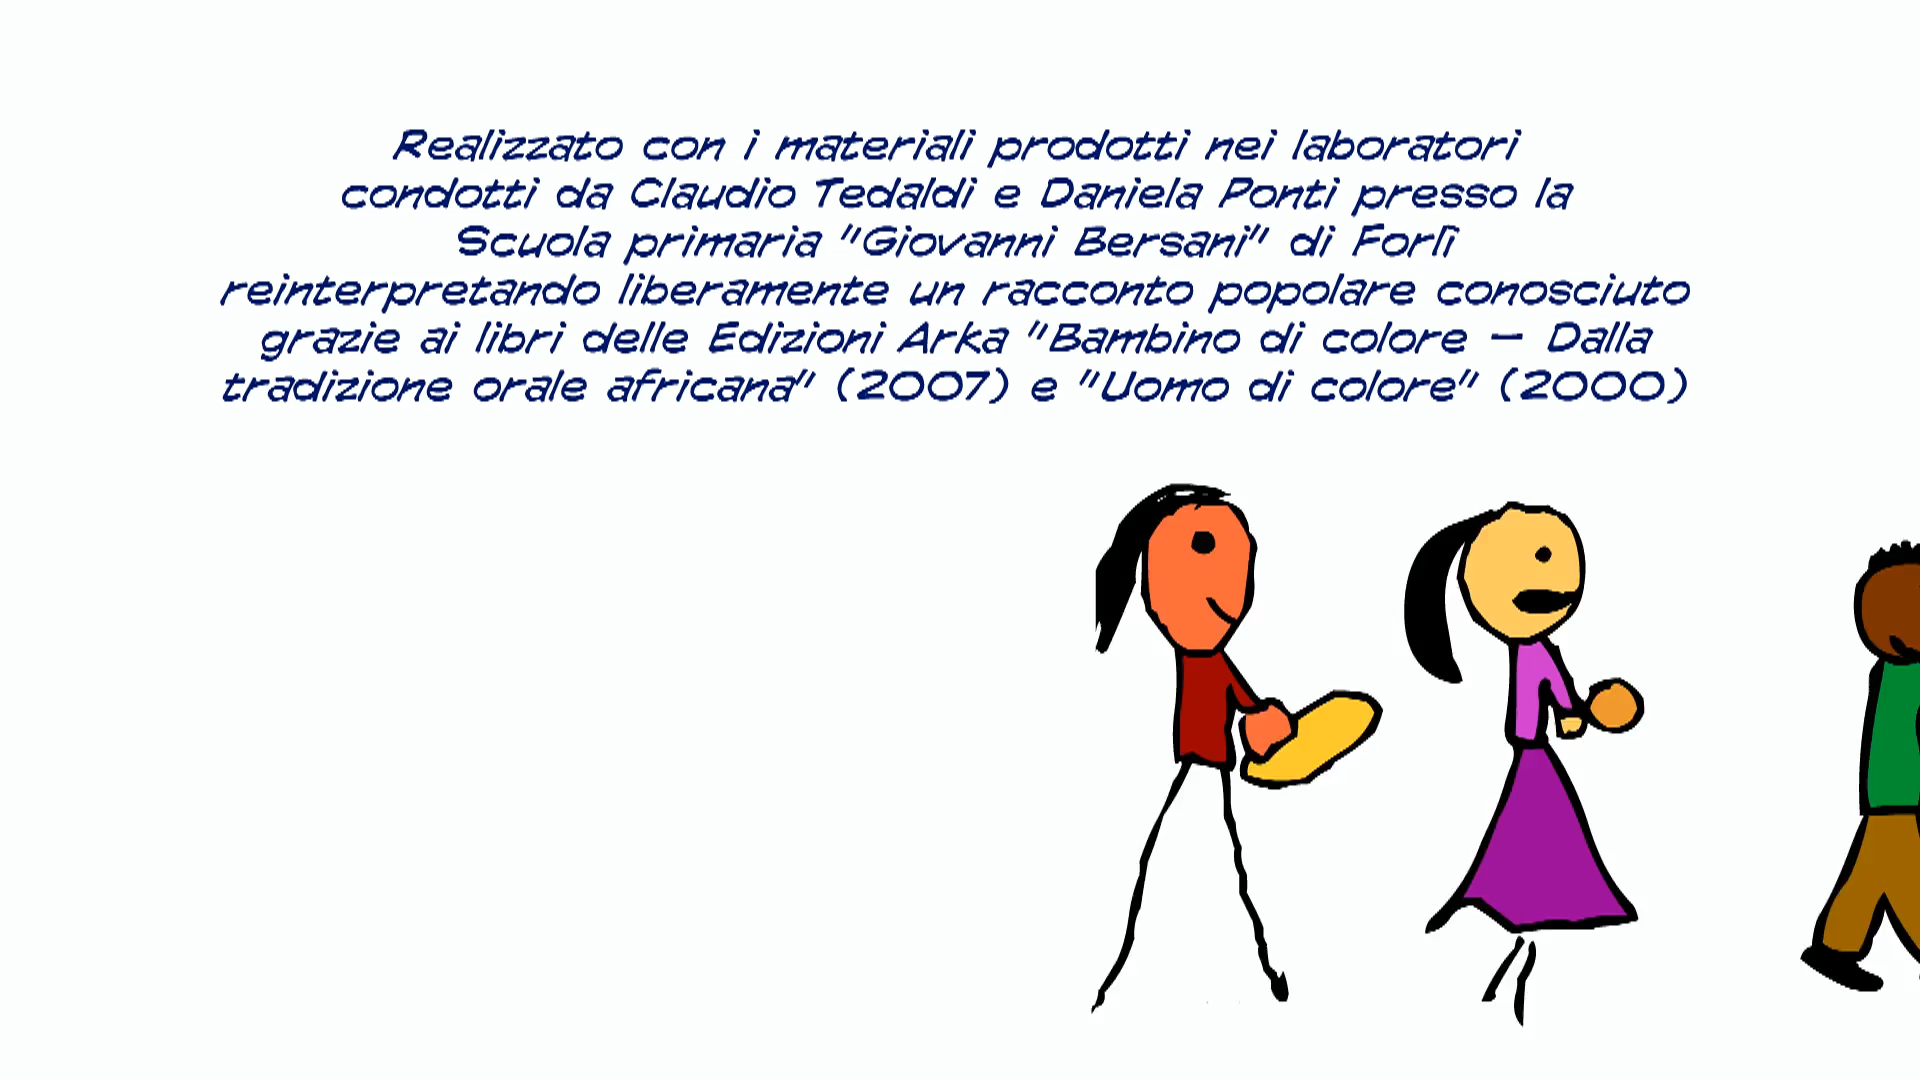 Realizzato con i materiali prodotti nei laboratori
condotti da Claudio Tedaldi e Daniela Ponti presso la
Scuola primaria "Giovanni Bersani" di Forlì
reinterpretando liberamente un racconto popolare conosciuto
grazie ai libri delle Edizioni Arka "Bambino di colore – Dalla
tradizione orale africana" (2007) e "Uomo di colore" (2000)